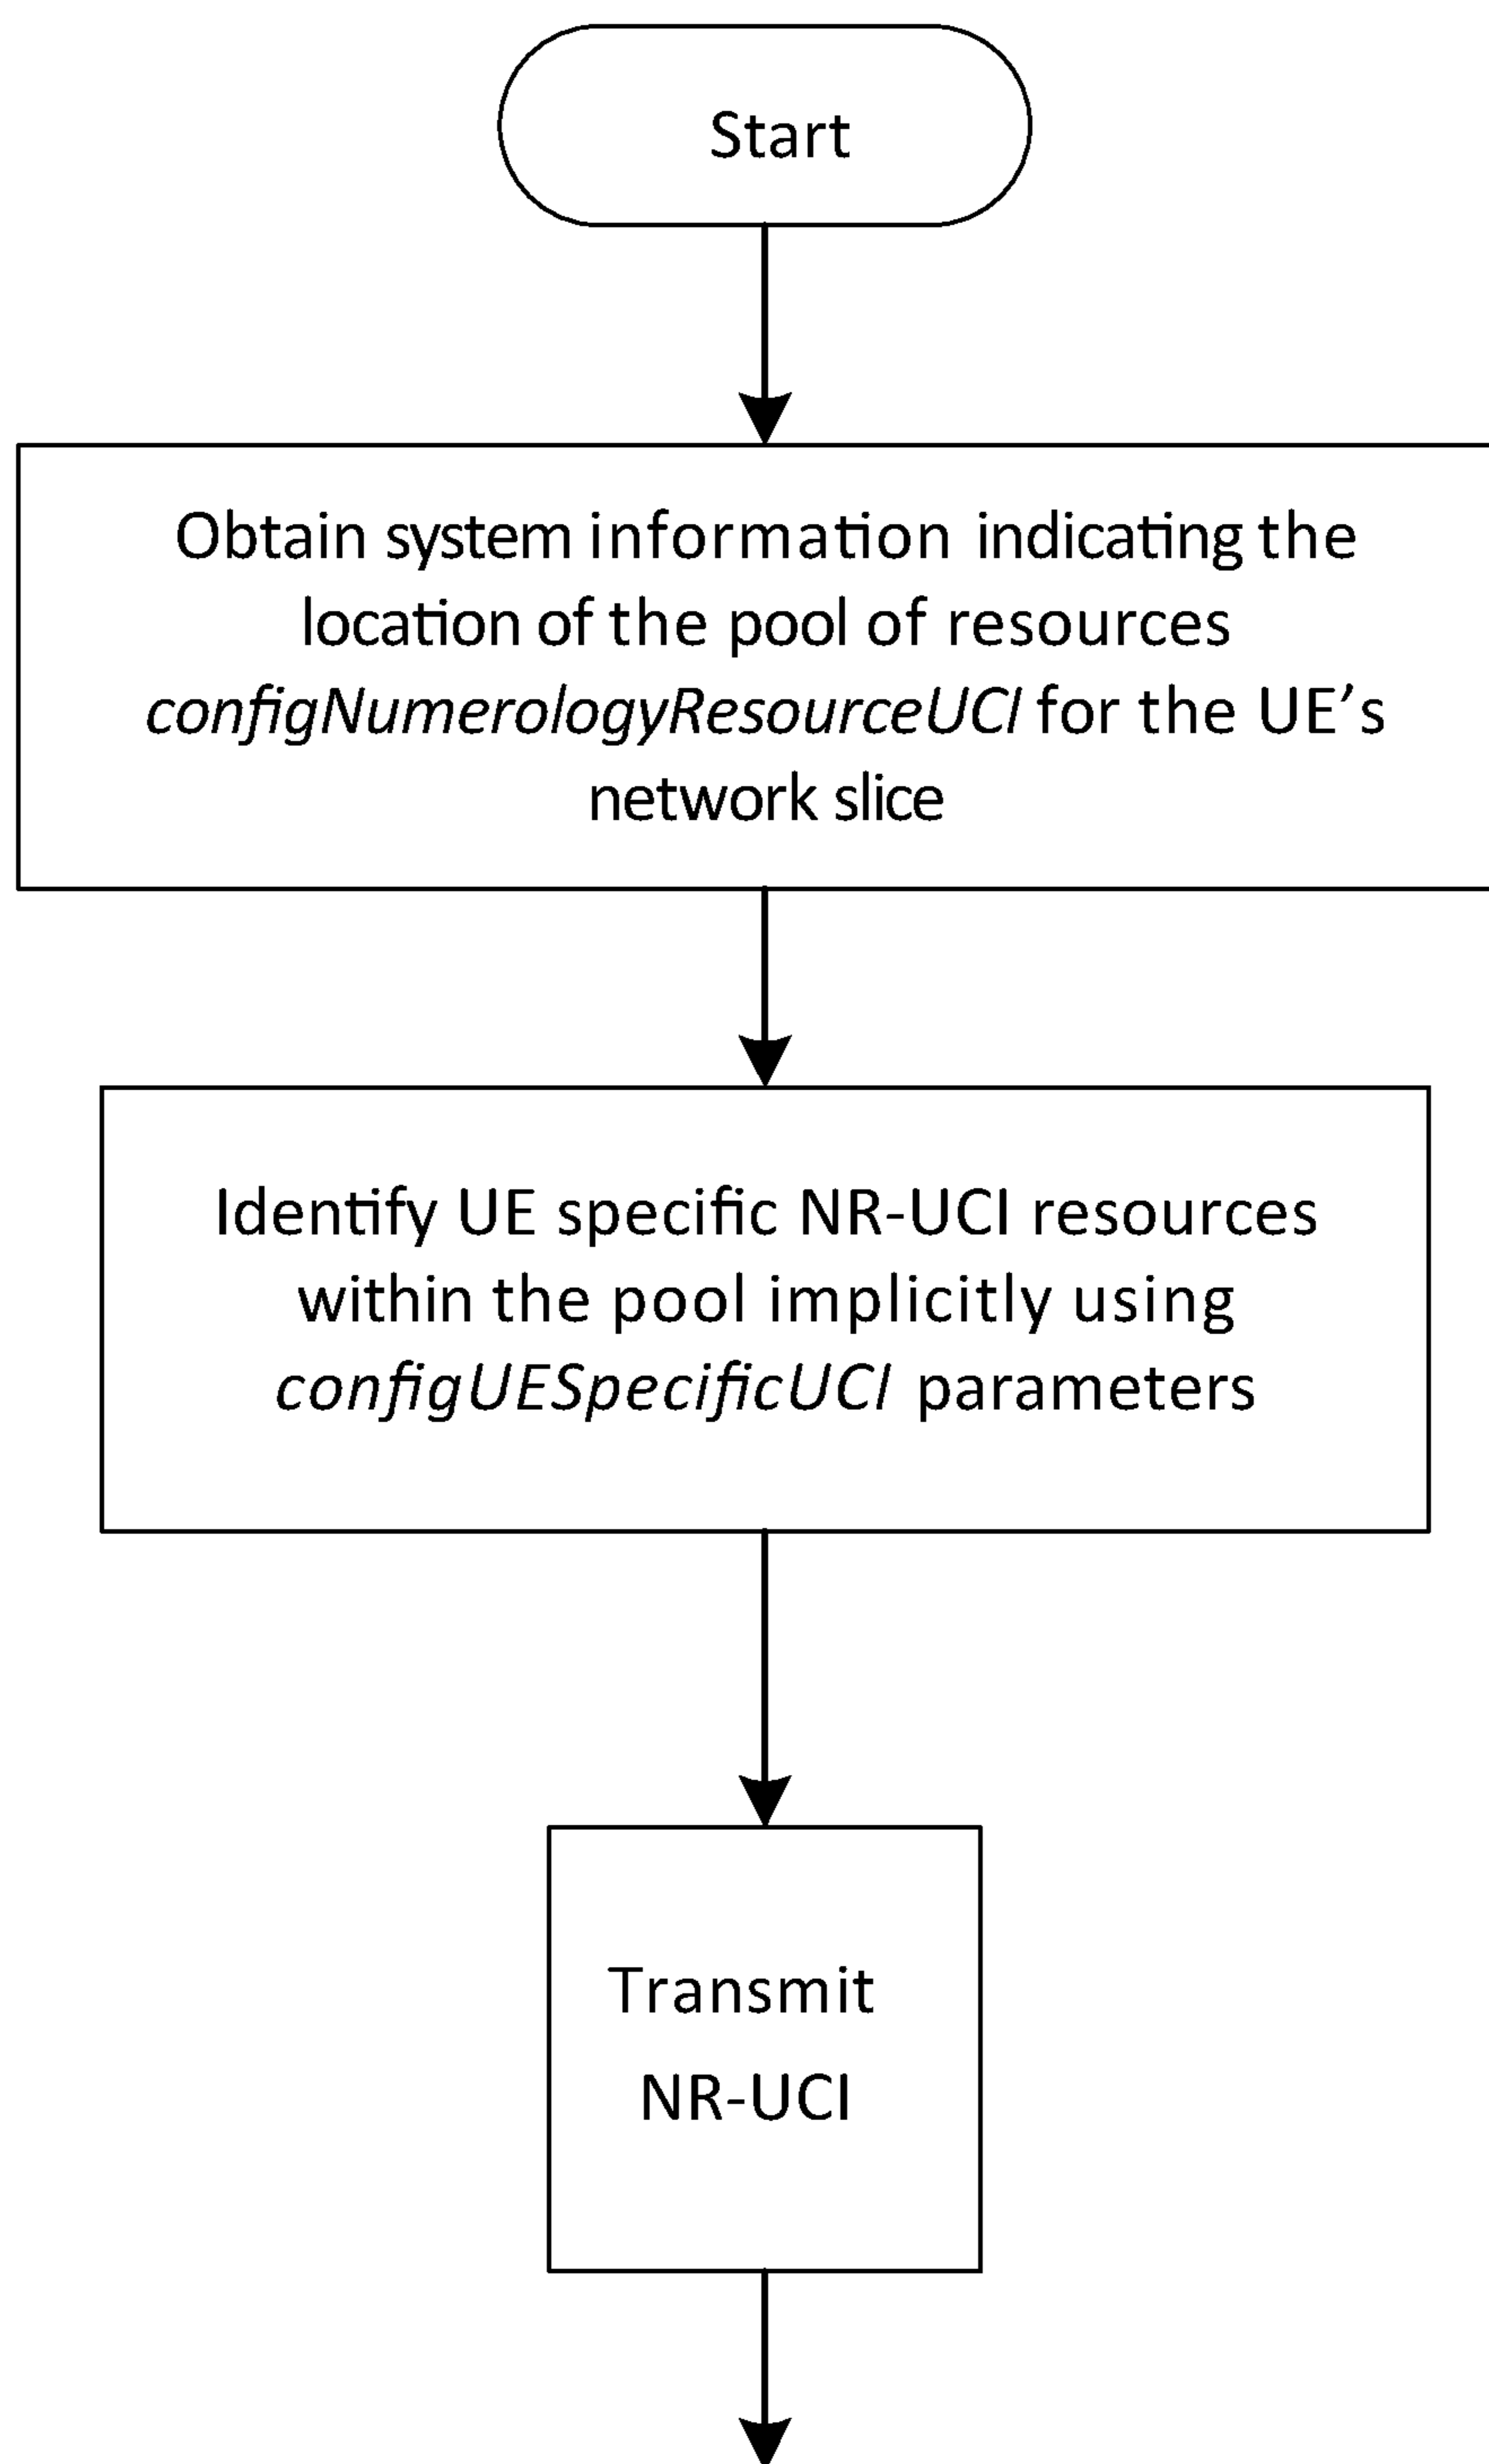 Start
Obtain system information indicating the
location of the pool of resources
configNumerologyResourceUCI for the UE’s
network slice
Identify UE specific NR-UCI resources
within the pool implicitly using
configUESpecificUCI parameters
Transmit
NR-UCI